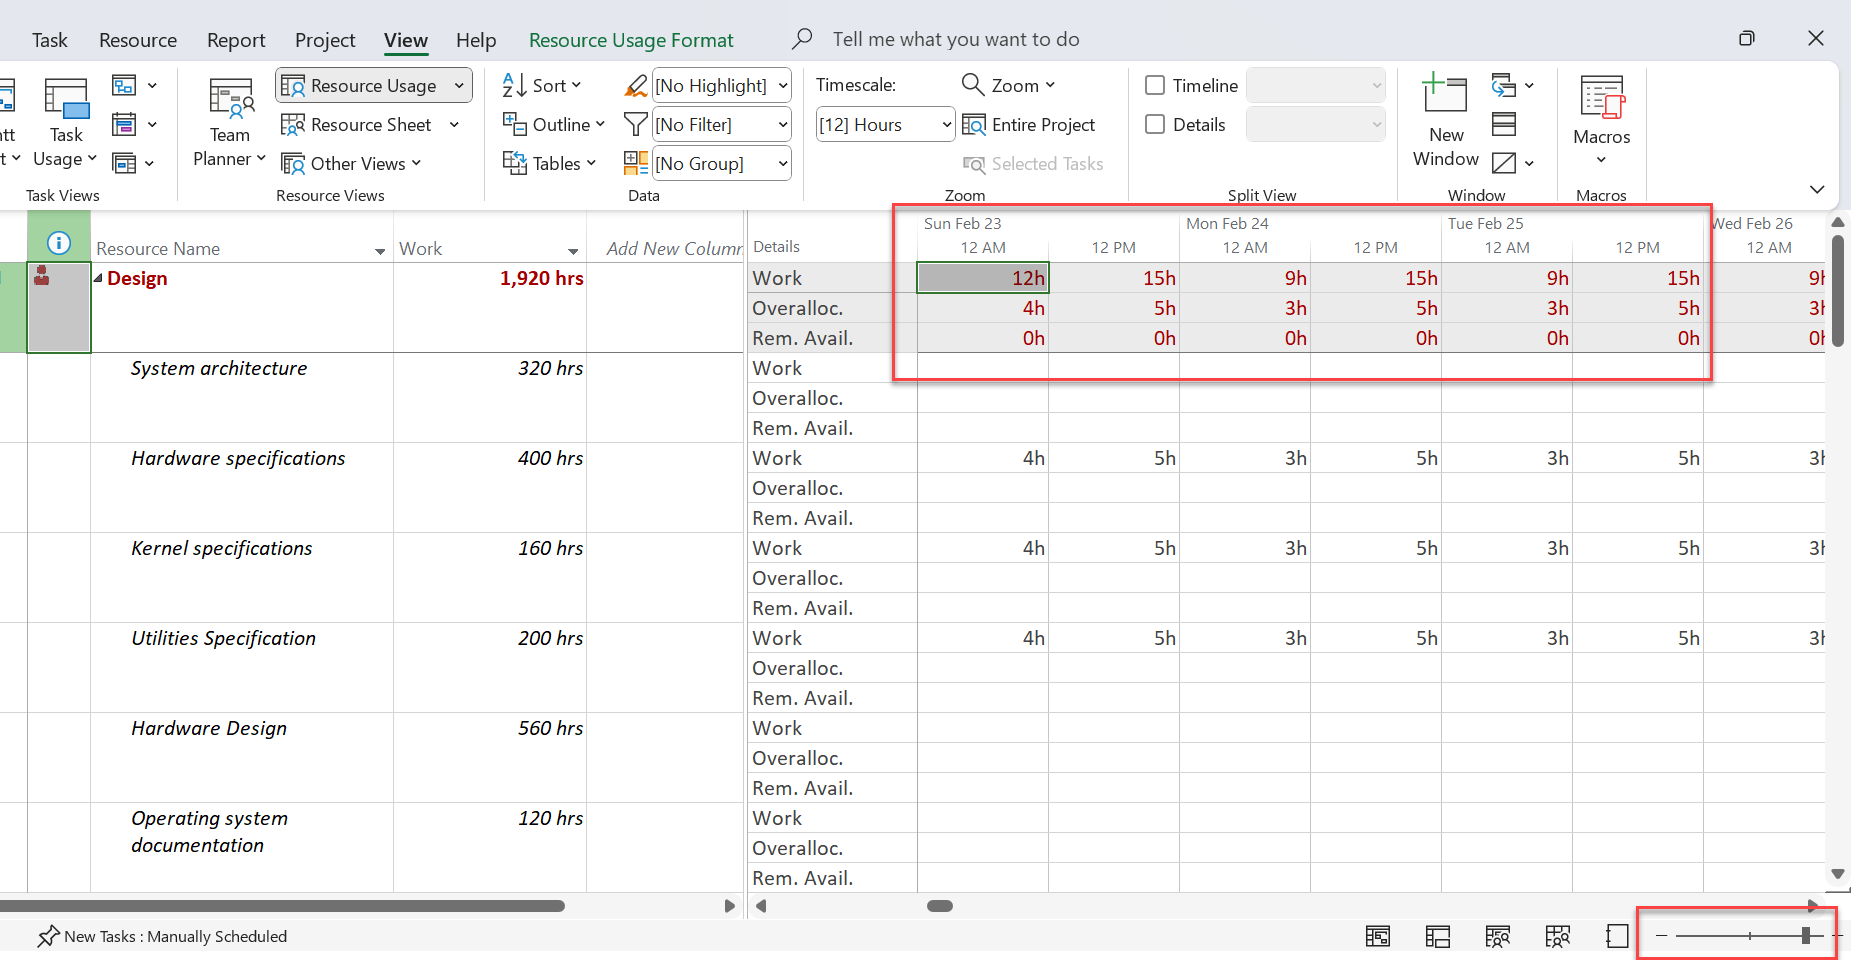 Task Resource Report Project View Help Resource Usage Format Tell me what you want to do
Resource Usage Sort [No Highlight] Timescale: Zoom Timeline
Task Usage Team Planner Resource Sheet Outline [No Filter] [12] Hours Entire Project Details New Window Macros
Other Views Tables [No Group] Selected Tasks
Task Views Resource Views Data Zoom Split View Window Macros
Sun Feb 23 Mon Feb 24 Tue Feb 25 Wed Feb 26
Resource Name Work Add New Column Details 12 AM 12 PM 12 AM 12 PM 12 AM 12 PM 12 AM
Design 1,920 hrs Work 12h 15h 9h 15h 9h 15h 9h
Overalloc. 4h 5h 3h 5h 3h 5h 3h
Rem. Avail. 0h 0h 0h 0h 0h 0h 0h
System architecture 320 hrs Work
Overalloc.
Rem. Avail.
Hardware specifications 400 hrs Work 4h 5h 3h 5h 3h 5h 3h
Overalloc.
Rem. Avail.
Kernel specifications 160 hrs Work 4h 5h 3h 5h 3h 5h 3h
Overalloc.
Rem. Avail.
Utilities Specification 200 hrs Work 4h 5h 3h 5h 3h 5h 3h
Overalloc.
Rem. Avail.
Hardware Design 560 hrs Work
Overalloc.
Rem. Avail.
Operating system 120 hrs Work
documentation Overalloc.
Rem. Avail.
New Tasks : Manually Scheduled